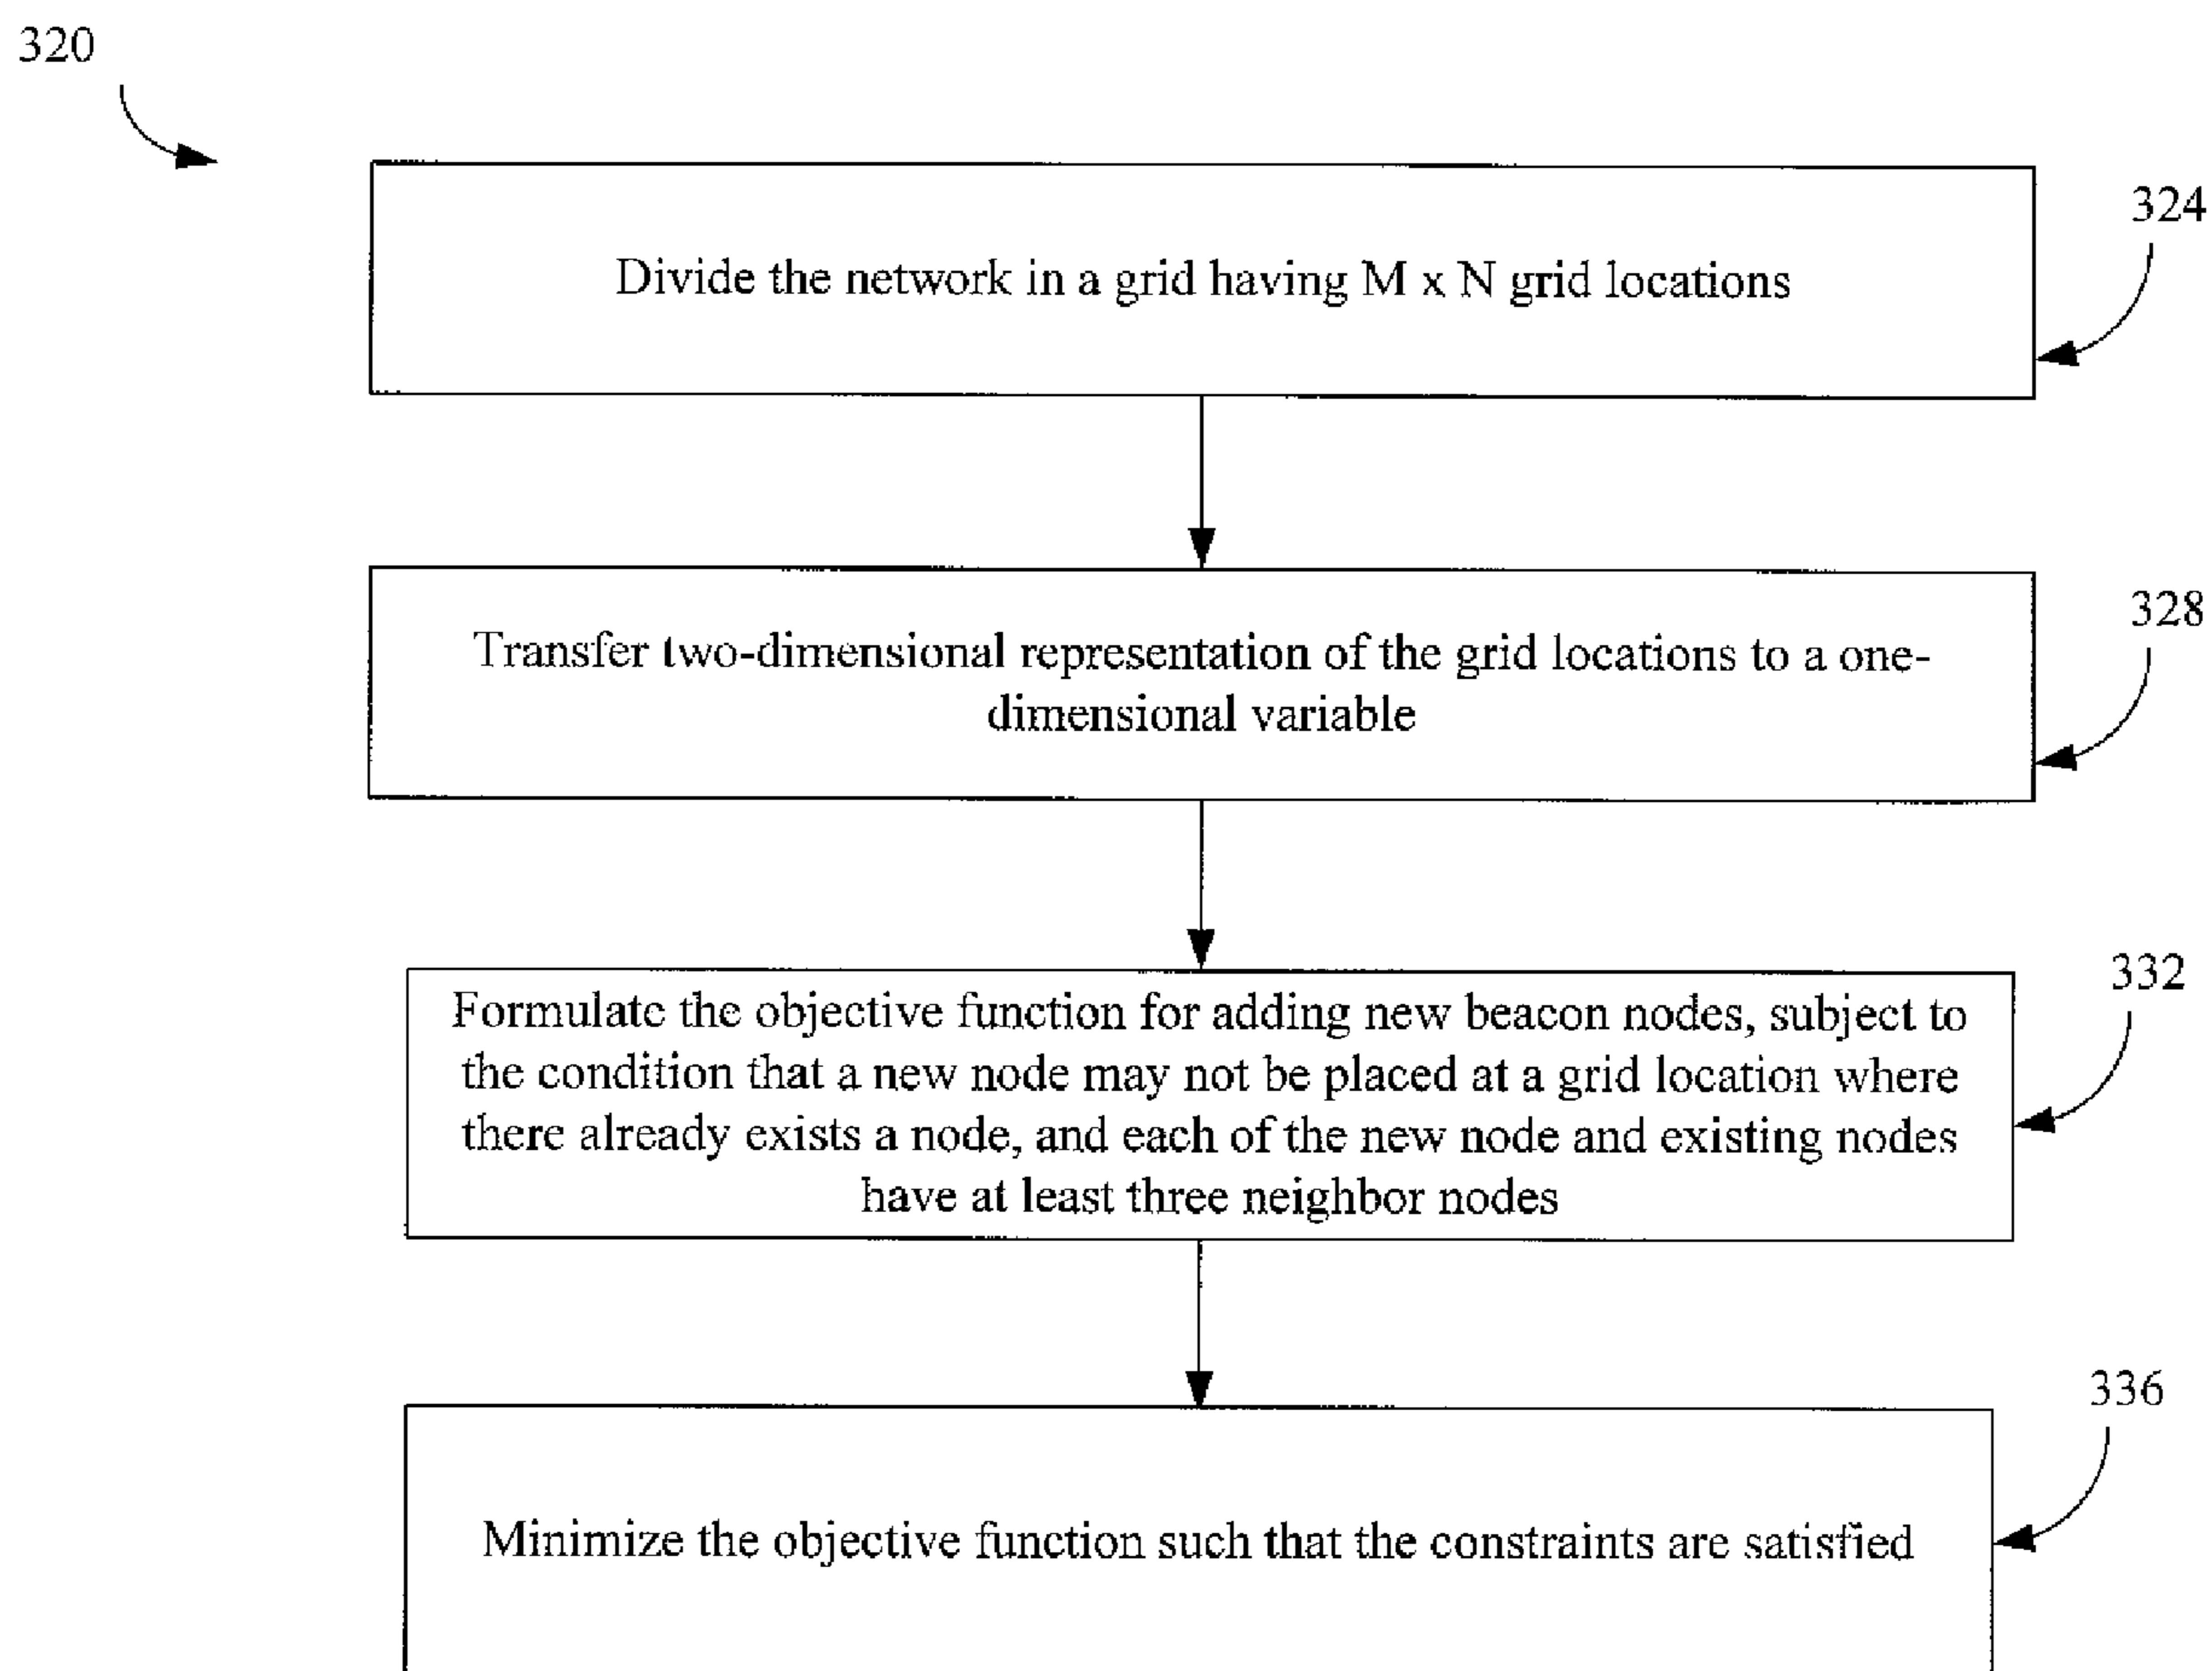 320
324
Divide the network in a grid having M x N grid locations
328
Transfer two-dimensional representation of the grid locations to a one-
dimensional variable
332
Formulate the objective function for adding new beacon nodes, subject to
the condition that a new node may not be placed at a grid location where
there already exists a node, and each of the new node and existing nodes
have at least three neighbor nodes
336
Minimize the objective function such that the constraints are satisfied